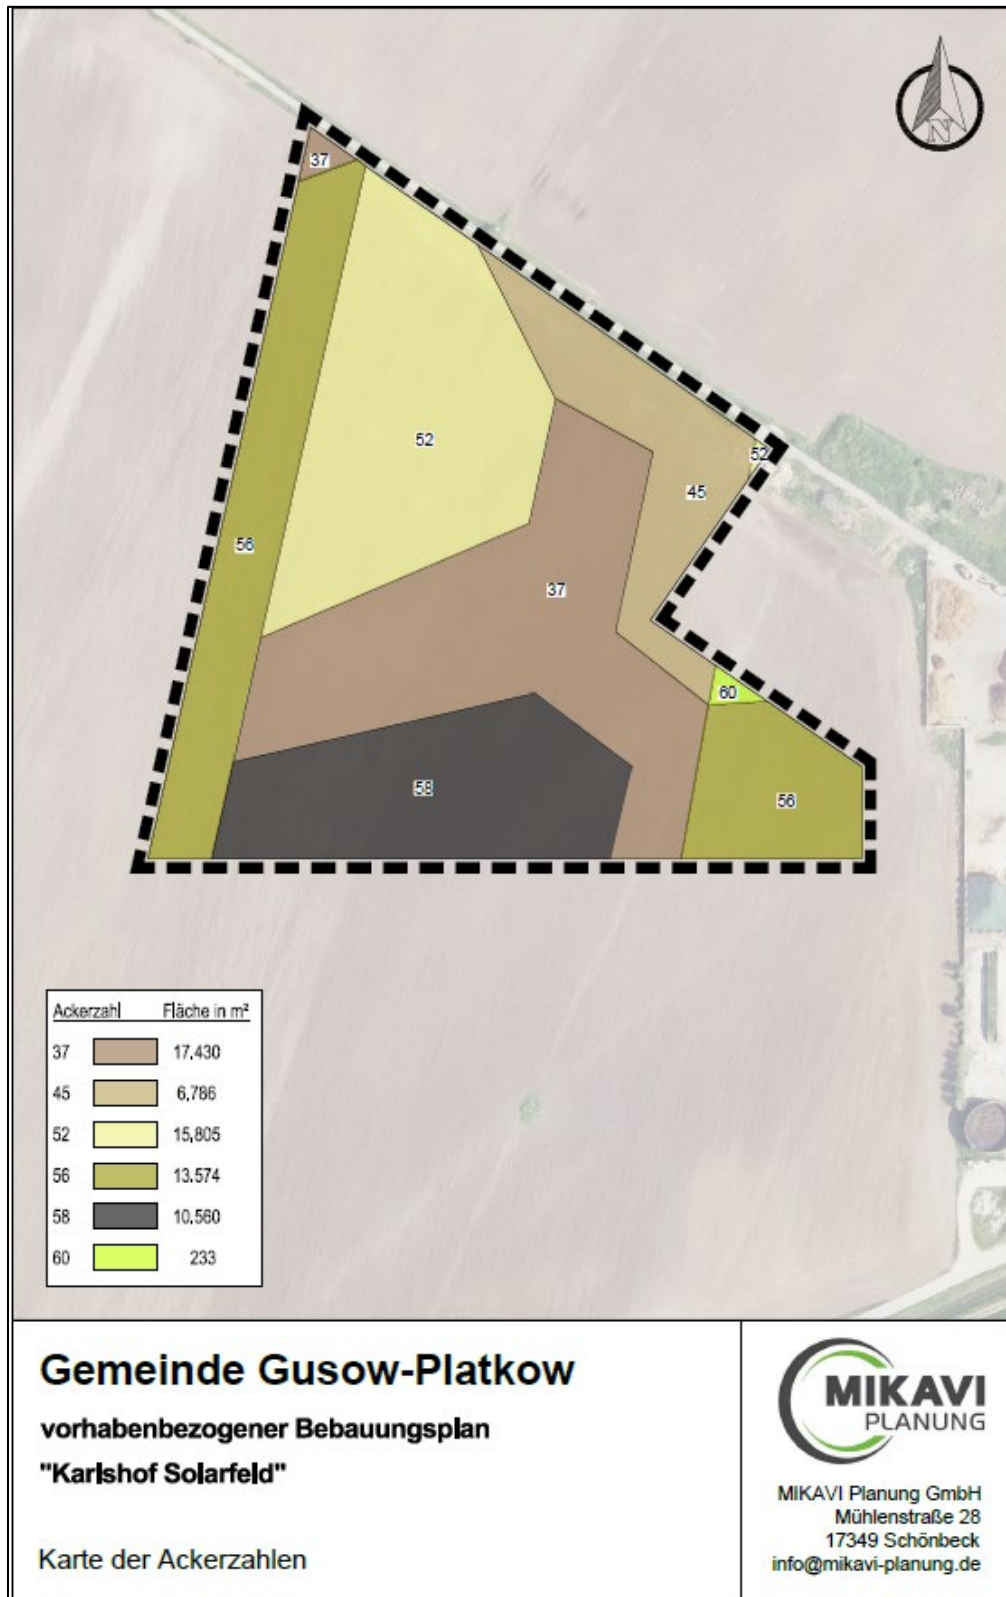 N
37
52
52
45
56
37
60
58
56
Ackerzahl Fläche in m²
37 17,430
45 6,786
52 15,805
56 13.574
58 10,560
60 233
Gemeinde Gusow-Platkow
vorhabenbezogener Bebauungsplan
"Karlshof Solarfeld"
Karte der Ackerzahlen
MIKAVI
PLANUNG
MIKAVI Planung GmbH
Mühlenstraße 28
17349 Schönbeck
info@mikavi-planung.de